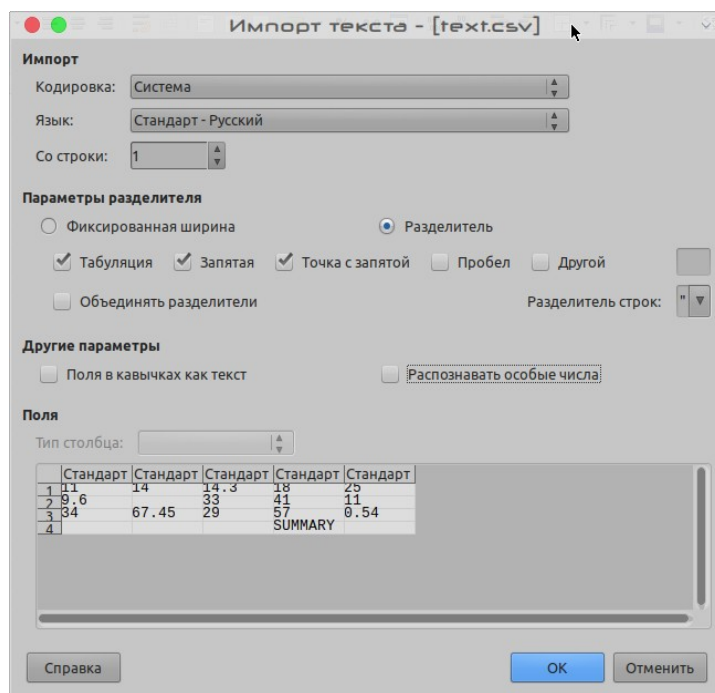 Импорт текста - [text.csv]
Импорт
Кодировка: Система
Язык: Стандарт - Русский
Со строки: 1
Параметры разделителя
Фиксированная ширина Разделитель
Табуляция Запятая Точка с запятой Пробел Другой
Объединять разделители Разделитель строк: "
Другие параметры
Поля в кавычках как текст Распознавать особые числа
Поля
Тип столбца:
Стандарт Стандарт Стандарт Стандарт Стандарт
1 11 14 14.3 18 25
2 9.6 33 41 11
3 34 67.45 29 57 0.54
4 SUMMARY
Справка ОК Отменить